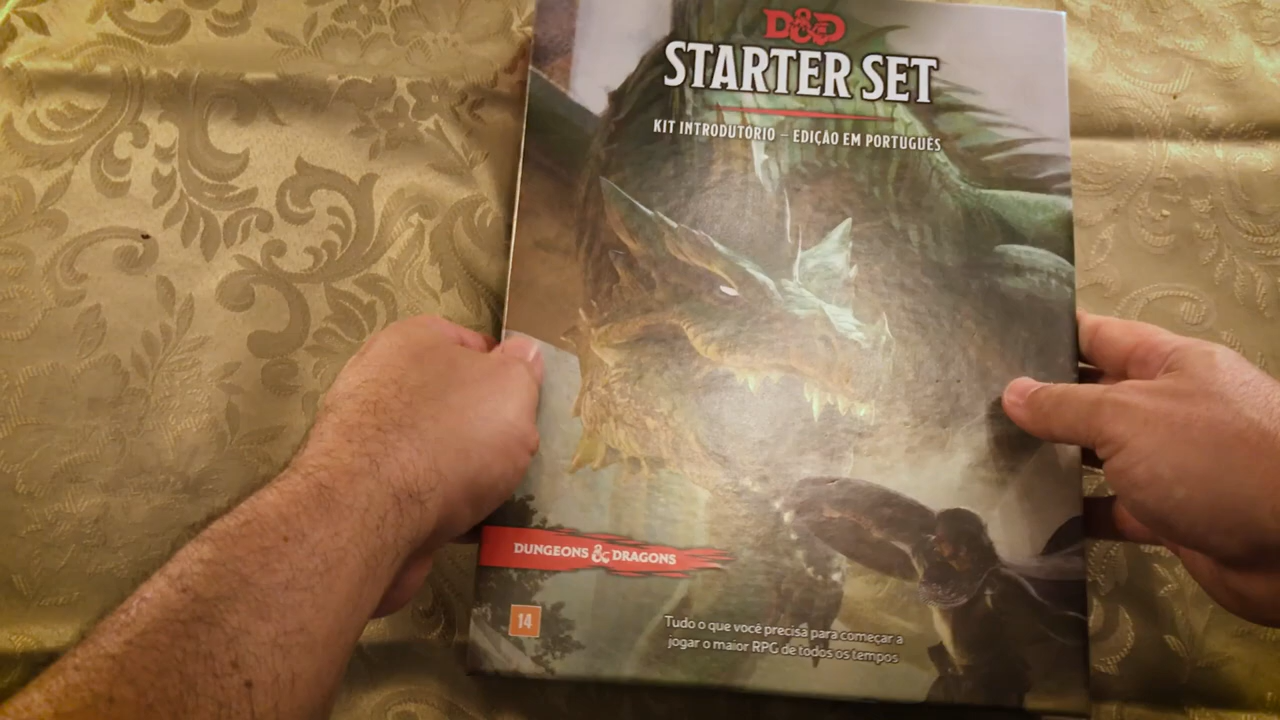 D&D
STARTER SET
KIT INTRODUTÓRIO – EDIÇÃO EM PORTUGUÊS
DUNGEONS & DRAGONS
14
Tudo o que você precisa para começar a
jogar o maior RPG de todos os tempos